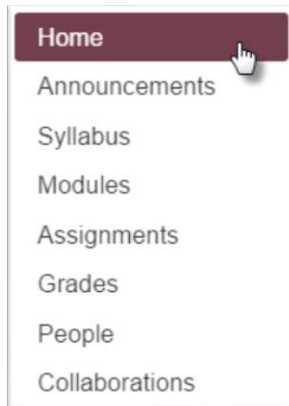 Home
Announcements
Syllabus
Modules
Assignments
Grades
People
Collaborations